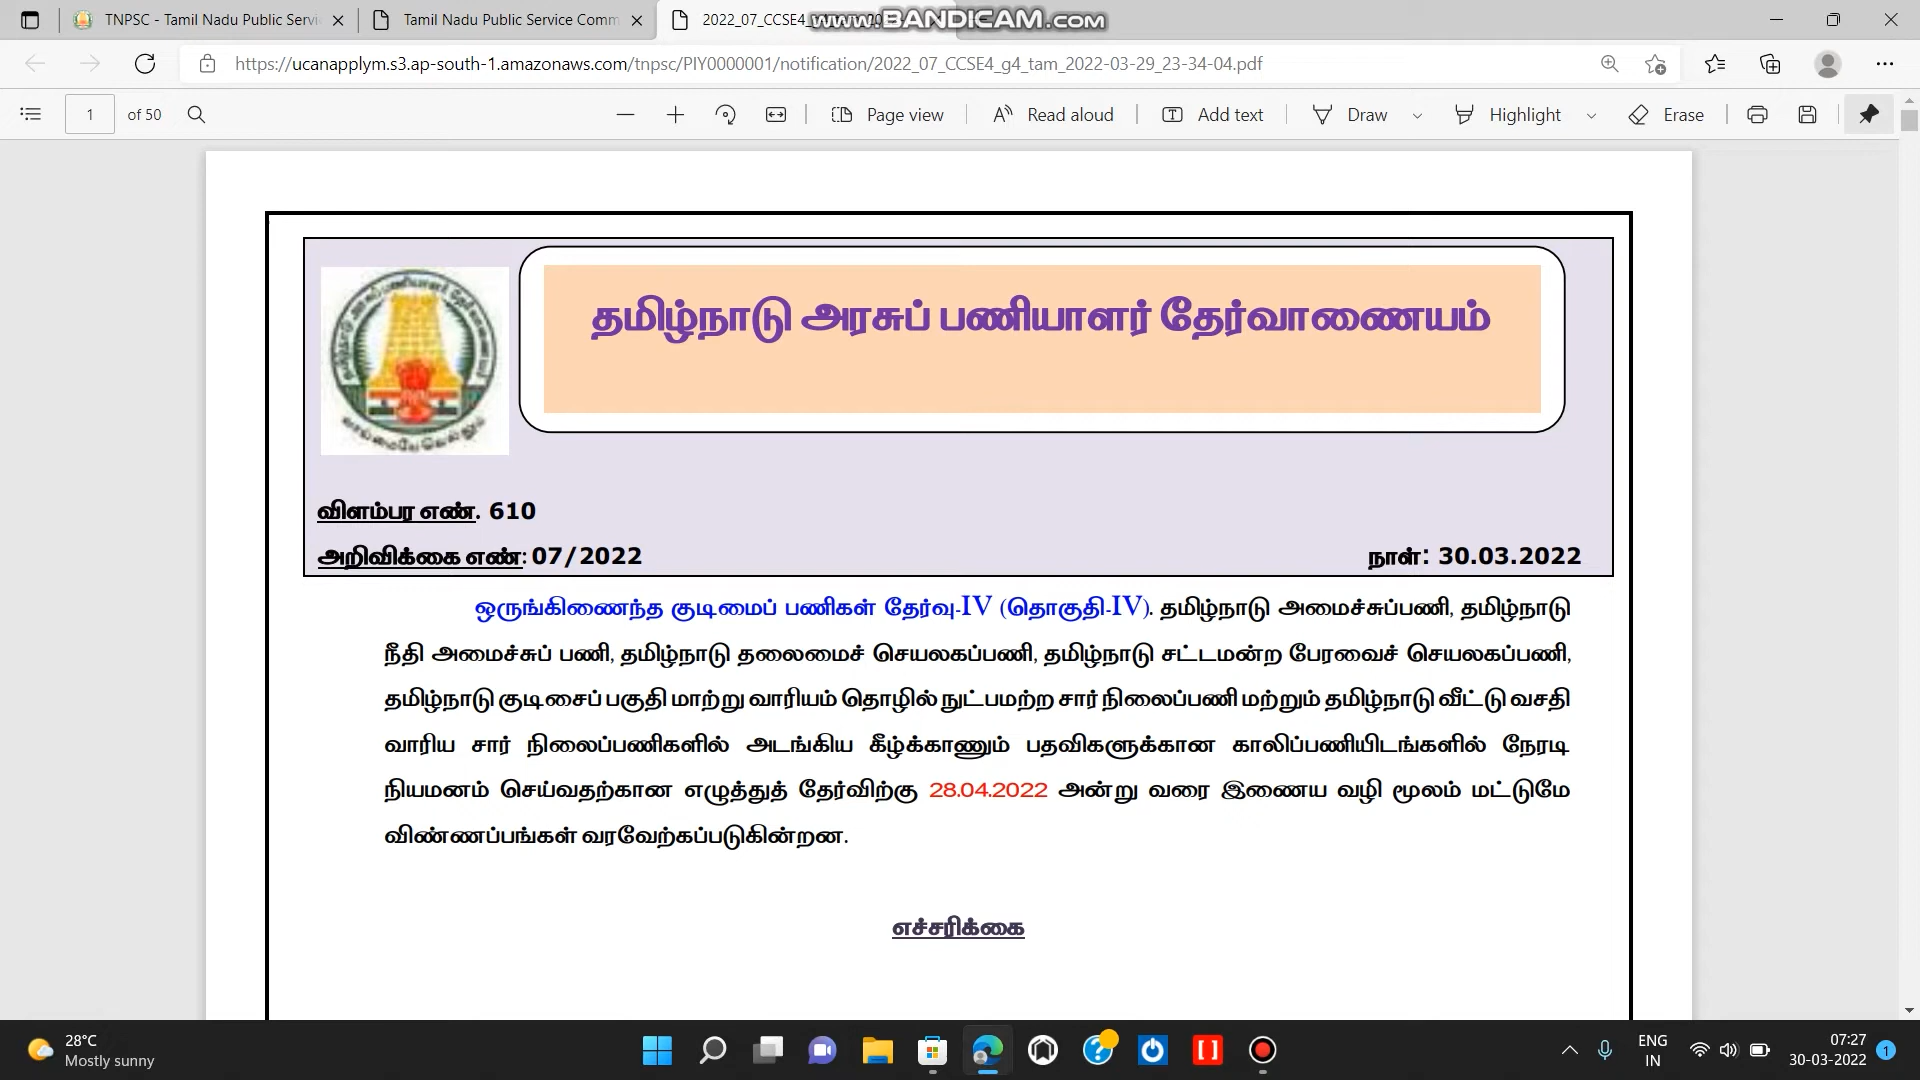 TNPSC - Tamil Nadu Public Servi
Tamil Nadu Public Service Comm
2022_07_CCSE4_
www.BANDICAM.com
https://ucanapplym.s3.ap-south-1.amazonaws.com/tnpsc/PIY0000001/notification/2022_07_CCSE4_g4_tam_2022-03-29_23-34-04.pdf
1 of 50
Page view
Read aloud
Add text
Draw
Highlight
Erase
தமிழ்நாடு அரசுப் பணியாளர் தேர்வாணையம்
விளம்பர எண். 610
அறிவிக்கை எண்: 07/2022 நாள்: 30.03.2022
ஒருங்கிணைந்த குடிமைப் பணிகள் தேர்வு-IV (தொகுதி-IV). தமிழ்நாடு அமைச்சுப்பணி, தமிழ்நாடு
நீதி அமைச்சுப் பணி, தமிழ்நாடு தலைமைச் செயலகப்பணி, தமிழ்நாடு சட்டமன்ற பேரவைச் செயலகப்பணி,
தமிழ்நாடு குடிசைப் பகுதி மாற்று வாரியம் தொழில் நுட்பமற்ற சார் நிலைப்பணி மற்றும் தமிழ்நாடு வீட்டு வசதி
வாரிய சார் நிலைப்பணிகளில் அடங்கிய கீழ்க்காணும் பதவிகளுக்கான காலிப்பணியிடங்களில் நேரடி
நியமனம் செய்வதற்கான எழுத்துத் தேர்விற்கு 28.04.2022 அன்று வரை இணைய வழி மூலம் மட்டுமே
விண்ணப்பங்கள் வரவேற்கப்படுகின்றன.
எச்சரிக்கை
28°C
Mostly sunny
ENG
IN
07:27
30-03-2022
1